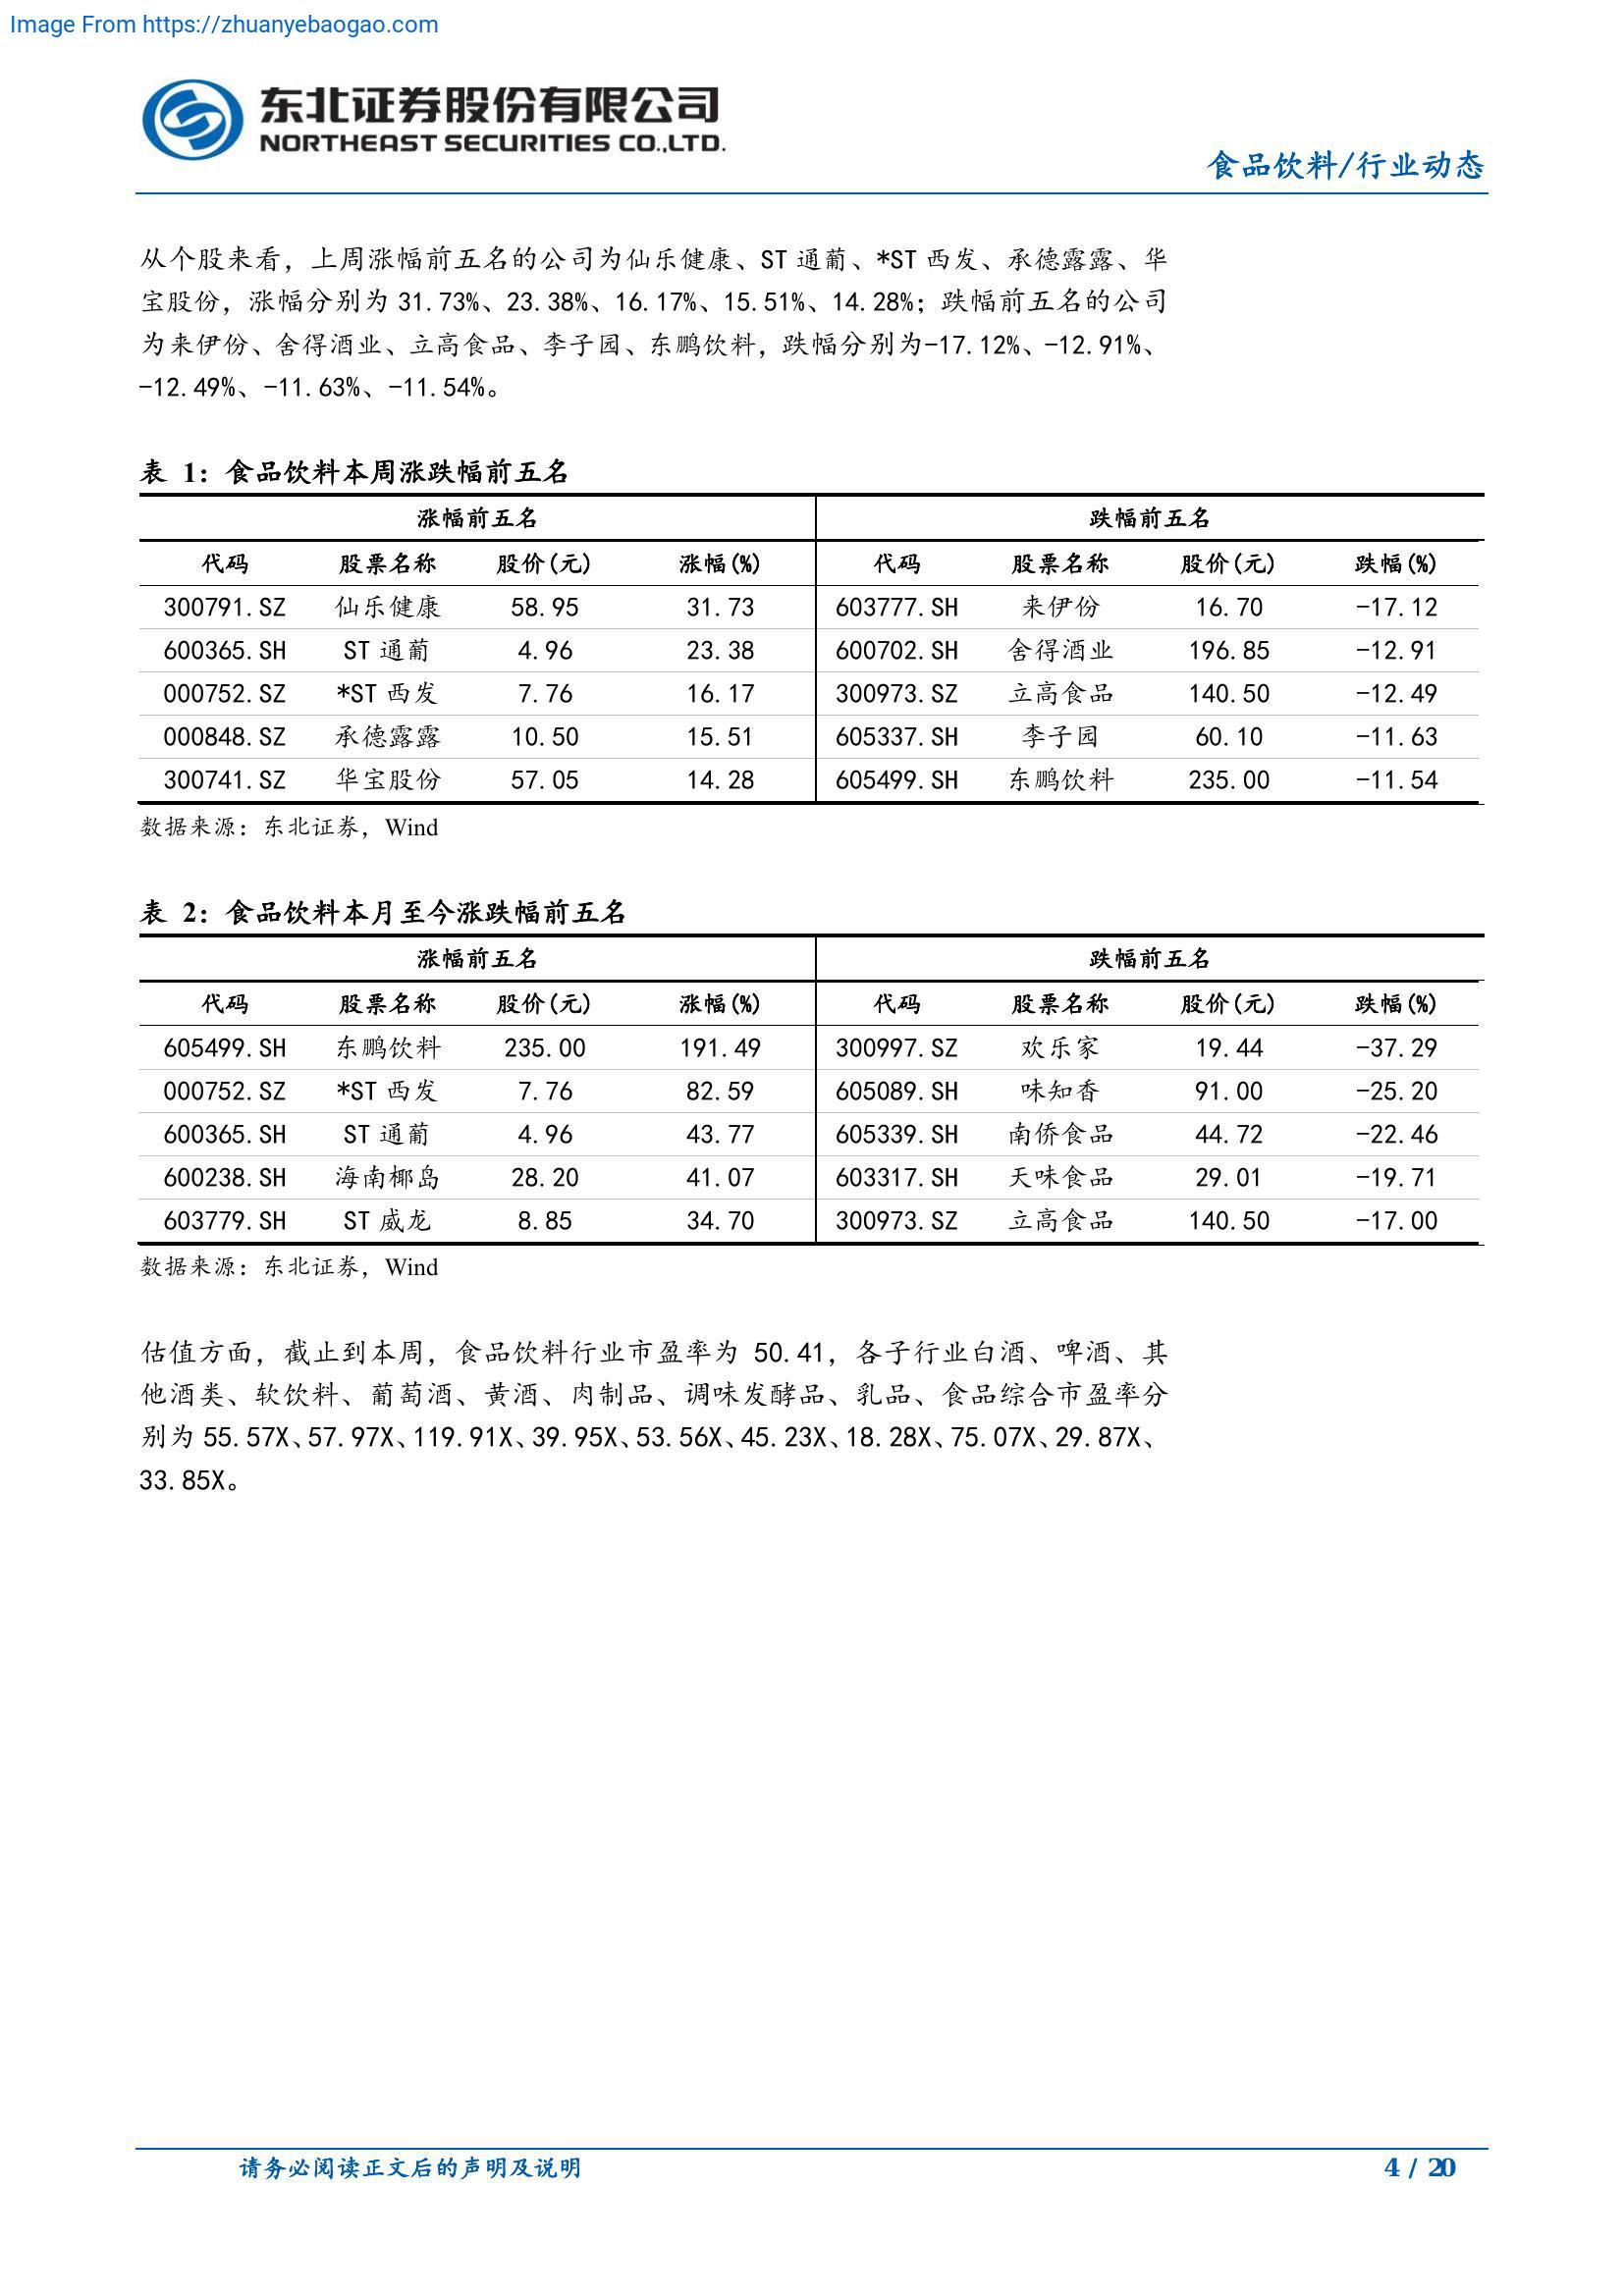 Image From https://zhuanyebaogao.com
东北证券股份有限公司
NORTHEAST SECURITIES CO.,LTD.
食品饮料/行业动态
从个股来看，上周涨幅前五名的公司为仙乐健康、ST 通葡、*ST 西发、承德露露、华
宝股份，涨幅分别为 31.73%、23.38%、16.17%、15.51%、14.28%；跌幅前五名的公司
为来伊份、舍得酒业、立高食品、李子园、东鹏饮料，跌幅分别为-17.12%、-12.91%、
-12.49%、-11.63%、-11.54%。
表 1：食品饮料本周涨跌幅前五名
涨幅前五名 跌幅前五名
代码 股票名称 股价(元) 涨幅(%) 代码 股票名称 股价(元) 跌幅(%)
300791.SZ 仙乐健康 58.95 31.73 603777.SH 来伊份 16.70 -17.12
600365.SH ST 通葡 4.96 23.38 600702.SH 舍得酒业 196.85 -12.91
000752.SZ *ST 西发 7.76 16.17 300973.SZ 立高食品 140.50 -12.49
000848.SZ 承德露露 10.50 15.51 605337.SH 李子园 60.10 -11.63
300741.SZ 华宝股份 57.05 14.28 605499.SH 东鹏饮料 235.00 -11.54
数据来源：东北证券，Wind
表 2：食品饮料本月至今涨跌幅前五名
涨幅前五名 跌幅前五名
代码 股票名称 股价(元) 涨幅(%) 代码 股票名称 股价(元) 跌幅(%)
605499.SH 东鹏饮料 235.00 191.49 300997.SZ 欢乐家 19.44 -37.29
000752.SZ *ST 西发 7.76 82.59 605089.SH 味知香 91.00 -25.20
600365.SH ST 通葡 4.96 43.77 605339.SH 南侨食品 44.72 -22.46
600238.SH 海南椰岛 28.20 41.07 603317.SH 天味食品 29.01 -19.71
603779.SH ST 威龙 8.85 34.70 300973.SZ 立高食品 140.50 -17.00
数据来源：东北证券，Wind
估值方面，截止到本周，食品饮料行业市盈率为 50.41，各子行业白酒、啤酒、其
他酒类、软饮料、葡萄酒、黄酒、肉制品、调味发酵品、乳品、食品综合市盈率分
别为 55.57X、57.97X、119.91X、39.95X、53.56X、45.23X、18.28X、75.07X、29.87X、
33.85X。
请务必阅读正文后的声明及说明 4 / 20